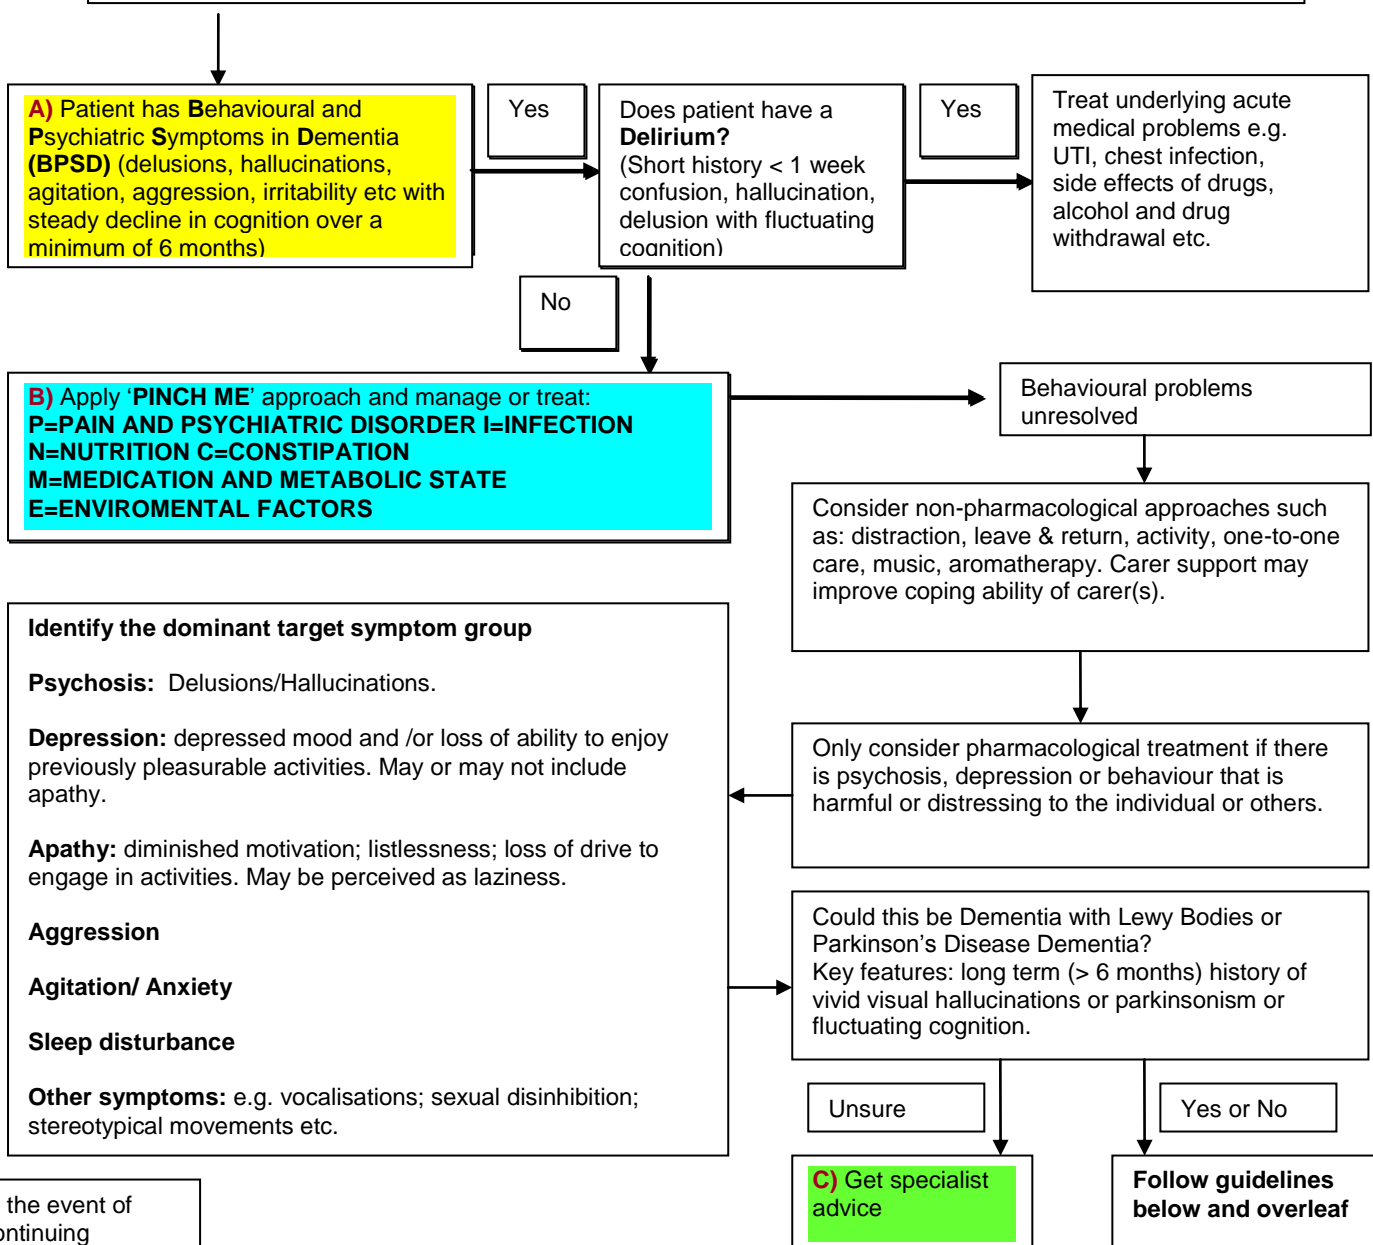 A) Patient has Behavioural and
Psychiatric Symptoms in Dementia
(BPSD) (delusions, hallucinations,
agitation, aggression, irritability etc with
steady decline in cognition over a
minimum of 6 months)
Yes
Does patient have a
Delirium?
(Short history < 1 week
confusion, hallucination,
delusion with fluctuating
cognition)
Yes
Treat underlying acute
medical problems e.g.
UTI, chest infection,
side effects of drugs,
alcohol and drug
withdrawal etc.
No
B) Apply ‘PINCH ME’ approach and manage or treat:
P=PAIN AND PSYCHIATRIC DISORDER I=INFECTION
N=NUTRITION C=CONSTIPATION
M=MEDICATION AND METABOLIC STATE
E=ENVIROMENTAL FACTORS
Behavioural problems
unresolved
Consider non-pharmacological approaches such
as: distraction, leave & return, activity, one-to-one
care, music, aromatherapy. Carer support may
improve coping ability of carer(s).
Only consider pharmacological treatment if there
is psychosis, depression or behaviour that is
harmful or distressing to the individual or others.
Identify the dominant target symptom group
Psychosis: Delusions/Hallucinations.
Depression: depressed mood and /or loss of ability to enjoy
previously pleasurable activities. May or may not include
apathy.
Apathy: diminished motivation; listlessness; loss of drive to
engage in activities. May be perceived as laziness.
Aggression
Agitation/ Anxiety
Sleep disturbance
Other symptoms: e.g. vocalisations; sexual disinhibition;
stereotypical movements etc.
Could this be Dementia with Lewy Bodies or
Parkinson’s Disease Dementia?
Key features: long term (> 6 months) history of
vivid visual hallucinations or parkinsonism or
fluctuating cognition.
Unsure
Yes or No
C) Get specialist
advice
Follow guidelines
below and overleaf
the event of
ontinuing